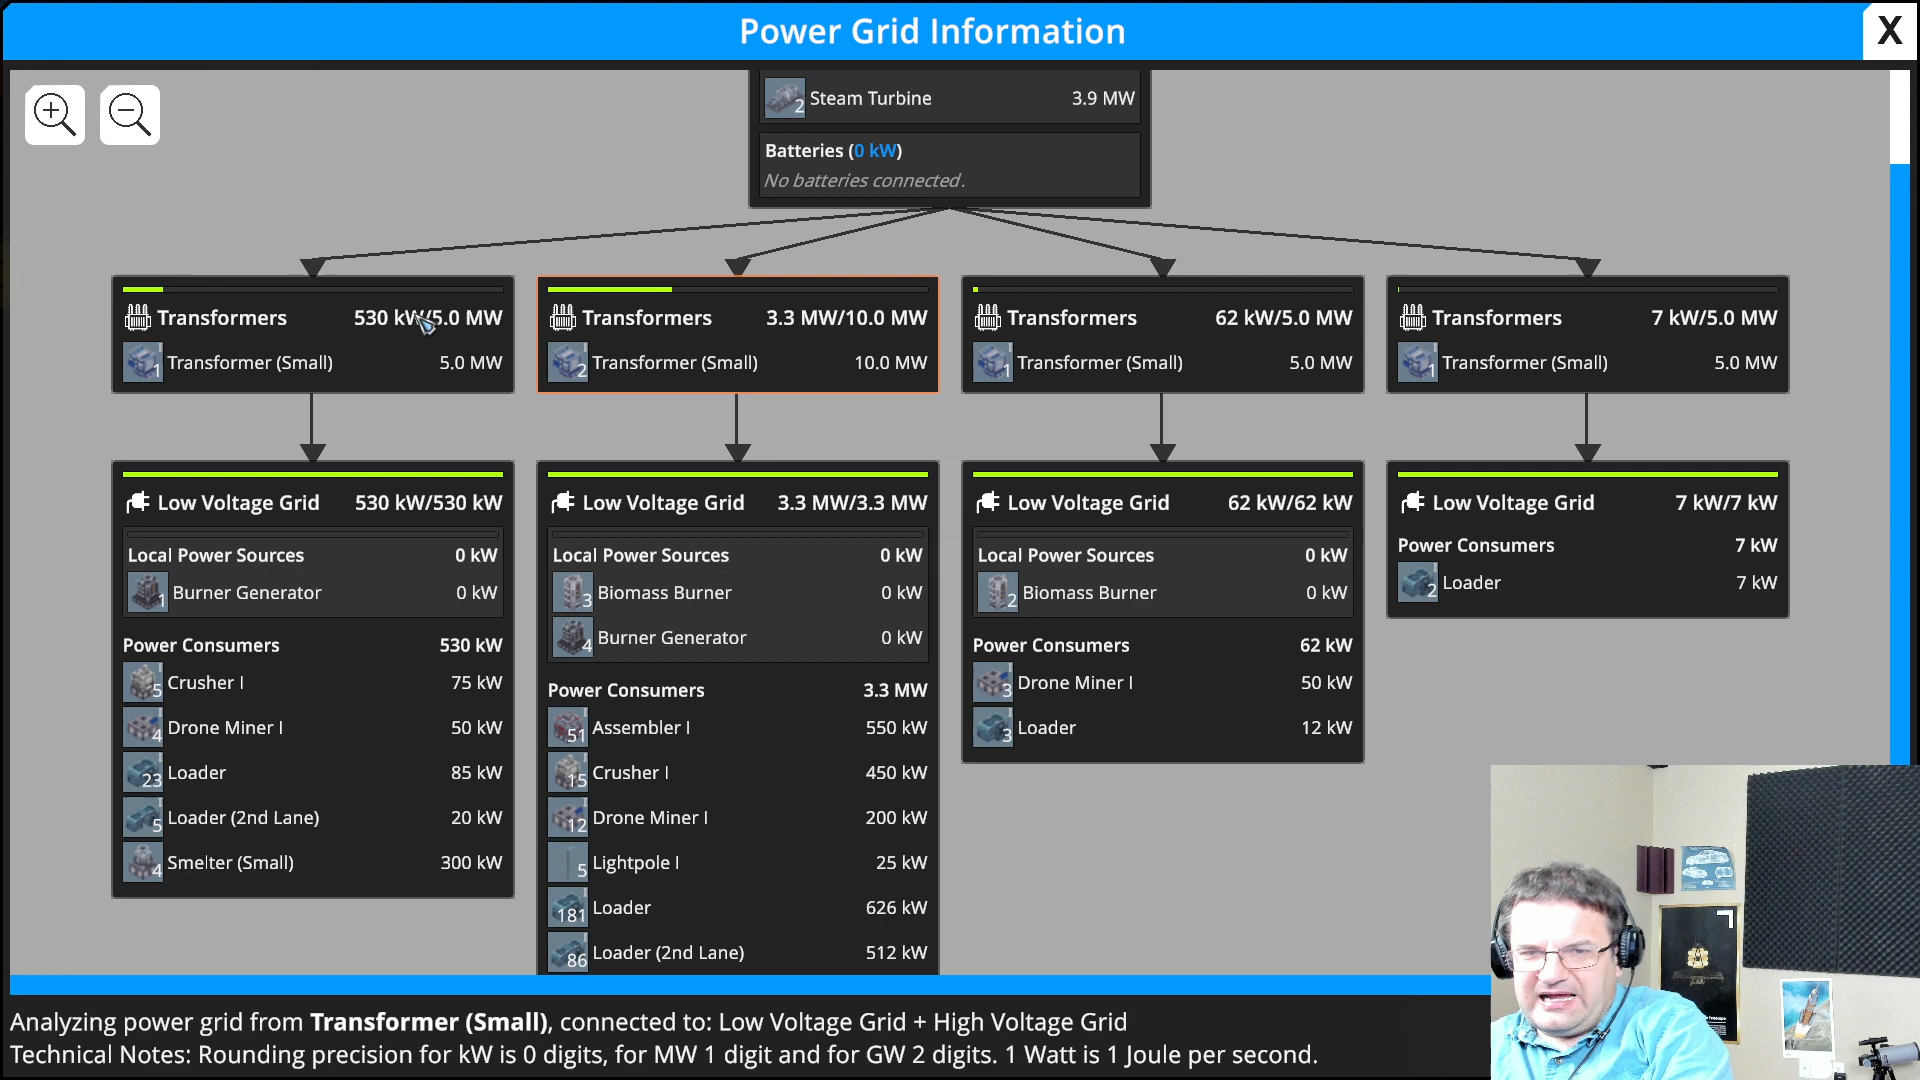 Power Grid Information
X
2 Steam Turbine 3.9 MW
Batteries (0 kW)
No batteries connected.
Transformers 530 kW/5.0 MW
1 Transformer (Small) 5.0 MW
Transformers 3.3 MW/10.0 MW
2 Transformer (Small) 10.0 MW
Transformers 62 kW/5.0 MW
1 Transformer (Small) 5.0 MW
Transformers 7 kW/5.0 MW
1 Transformer (Small) 5.0 MW
Low Voltage Grid 530 kW/530 kW
Local Power Sources 0 kW
1 Burner Generator 0 kW
Power Consumers 530 kW
5 Crusher I 75 kW
4 Drone Miner I 50 kW
23 Loader 85 kW
5 Loader (2nd Lane) 20 kW
4 Smelter (Small) 300 kW
Low Voltage Grid 3.3 MW/3.3 MW
Local Power Sources 0 kW
3 Biomass Burner 0 kW
4 Burner Generator 0 kW
Power Consumers 3.3 MW
51 Assembler I 550 kW
15 Crusher I 450 kW
12 Drone Miner I 200 kW
5 Lightpole I 25 kW
181 Loader 626 kW
86 Loader (2nd Lane) 512 kW
Low Voltage Grid 62 kW/62 kW
Local Power Sources 0 kW
2 Biomass Burner 0 kW
Power Consumers 62 kW
3 Drone Miner I 50 kW
3 Loader 12 kW
Low Voltage Grid 7 kW/7 kW
Power Consumers 7 kW
2 Loader 7 kW
Analyzing power grid from Transformer (Small), connected to: Low Voltage Grid + High Voltage Grid
Technical Notes: Rounding precision for kW is 0 digits, for MW 1 digit and for GW 2 digits. 1 Watt is 1 Joule per second.